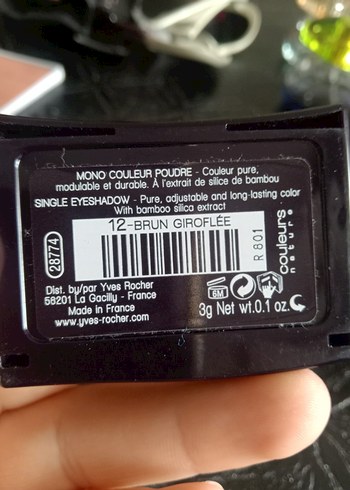 MONO COULEUR POUDRE - Couleur pure,
modulable et durable. À l'extrait de silice de bambou
SINGLE EYESHADOW - Pure, adjustable and long-lasting color
With bamboo silica extract
12-BRUN GIROFLÉE
28774
R 801
couleurs
nature
Dist. by/par Yves Rocher
58201 La Gacilly - France
Made in France
www.yves-rocher.com
6M
3g Net wt.0.1 oz.